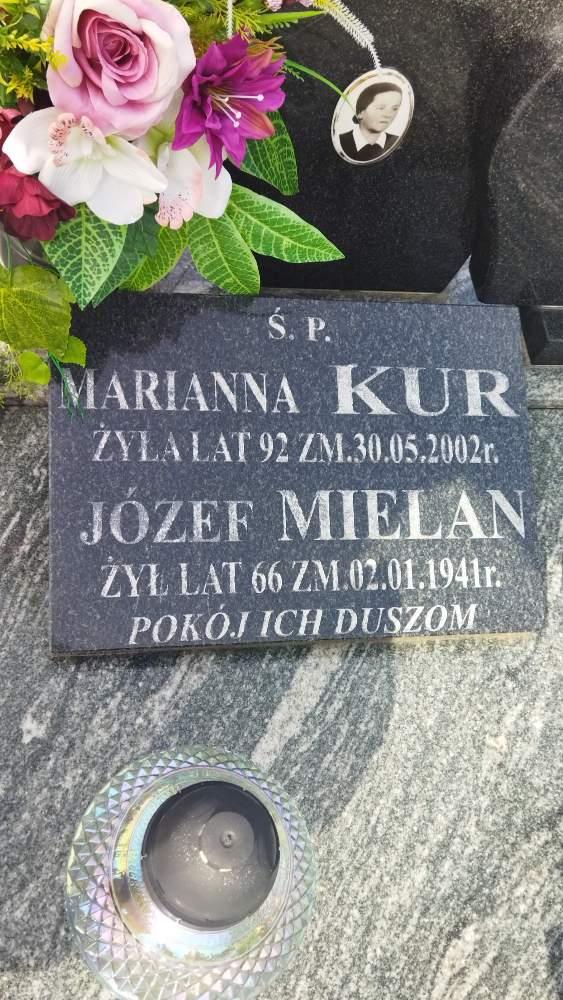 Ś. P.
MARIANNA KUR
ŻYŁA LAT 92 ZM.30.05.2002r.
JÓZEF MIELAN
ŻYŁ LAT 66 ZM.02.01.1941r.
POKÓJ ICH DUSZOM